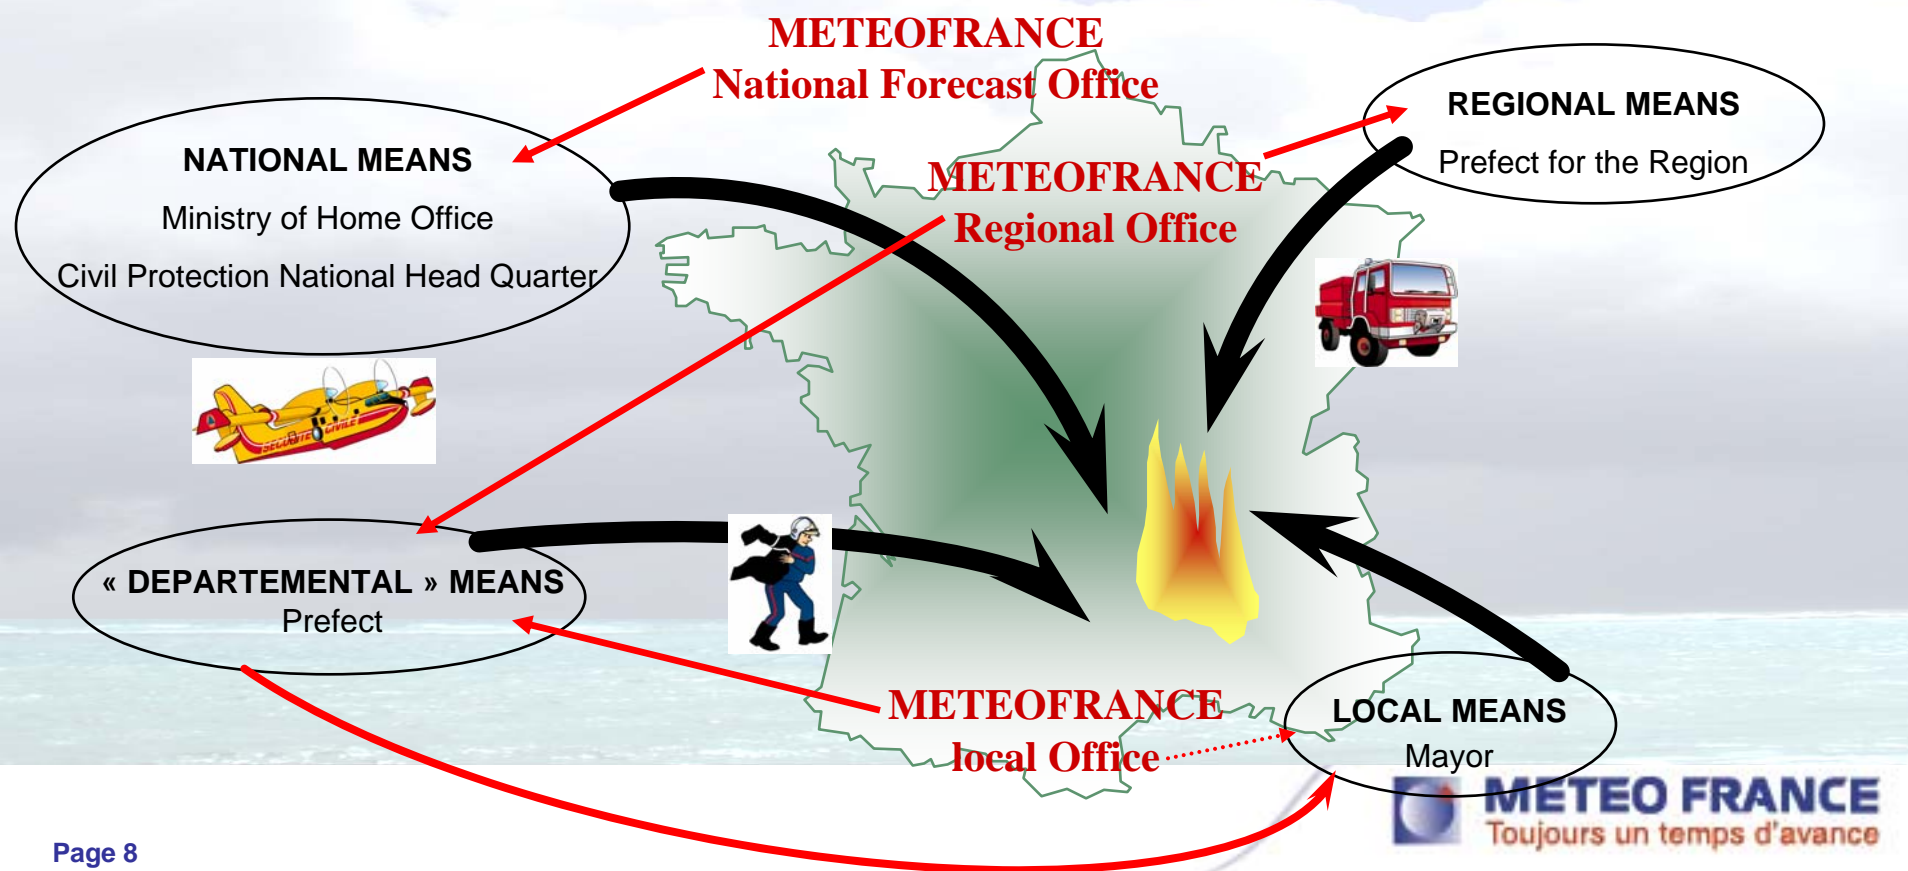 METEOFRANCE
National Forecast Office
NATIONAL MEANS
Ministry of Home Office
Civil Protection National Head Quarter
REGIONAL MEANS
Prefect for the Region
METEOFRANCE
Regional Office
SECURITE CIVILE
« DEPARTEMENTAL » MEANS
Prefect
METEOFRANCE
local Office
LOCAL MEANS
Mayor
METEO FRANCE
Toujours un temps d'avance
Page 8